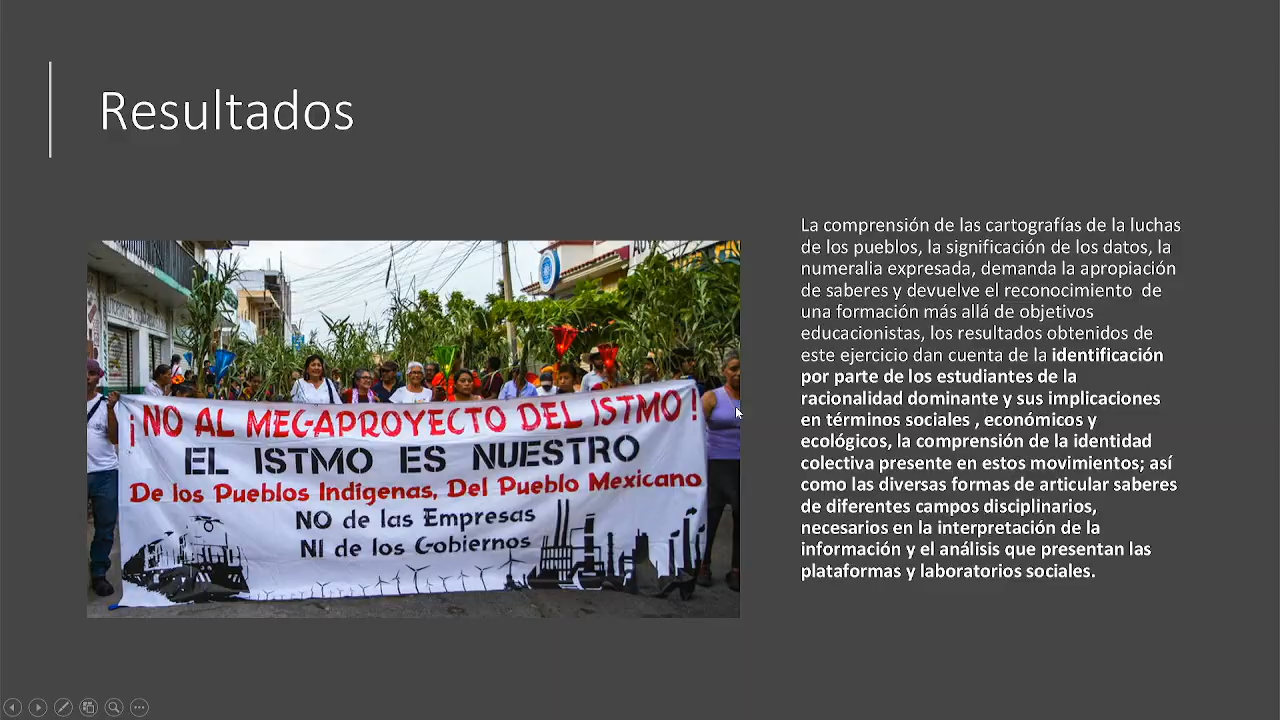 Resultados
¡NO AL MEGAPROYECTO DEL ISTMO!
EL ISTMO ES NUESTRO
De los Pueblos Indígenas, Del Pueblo Mexicano
NO de las Empresas
NI de los Gobiernos
La comprensión de las cartografías de la luchas
de los pueblos, la significación de los datos, la
numeralia expresada, demanda la apropiación
de saberes y devuelve el reconocimiento de
una formación más allá de objetivos
educacionistas, los resultados obtenidos de
este ejercicio dan cuenta de la identificación
por parte de los estudiantes de la
racionalidad dominante y sus implicaciones
en términos sociales , económicos y
ecológicos, la comprensión de la identidad
colectiva presente en estos movimientos; así
como las diversas formas de articular saberes
de diferentes campos disciplinarios,
necesarios en la interpretación de la
información y el análisis que presentan las
plataformas y laboratorios sociales.